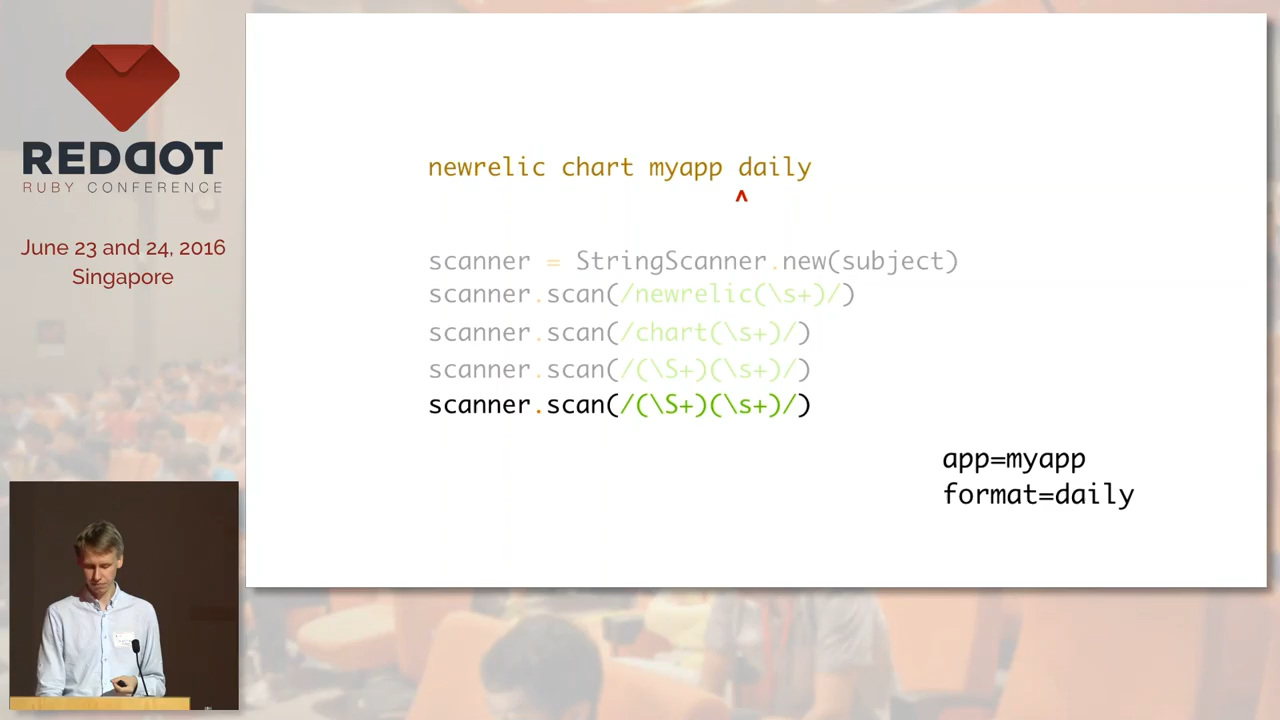 REDDOT
RUBY CONFERENCE
June 23 and 24, 2016
Singapore
newrelic chart myapp daily
^
scanner = StringScanner.new(subject)
scanner.scan(/newrelic(\s+)/)
scanner.scan(/chart(\s+)/)
scanner.scan(/(\S+)(\s+)/)
scanner.scan(/(\S+)(\s+)/)
app=myapp
format=daily